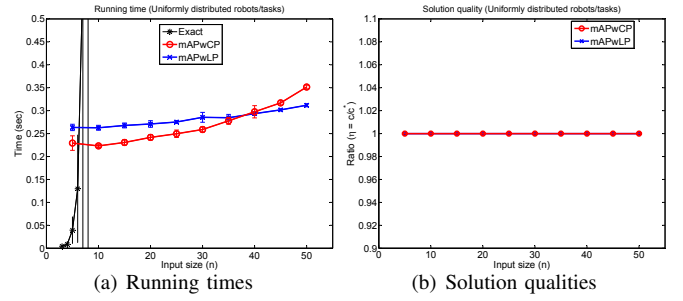 Running time (Uniformly distributed robots/tasks)
Exact
mAPwCP
mAPwLP
Time (sec)
0.5
0.45
0.4
0.35
0.3
0.25
0.2
0.15
0.1
0.05
0
0 10 20 30 40 50
Input size (n)
(a) Running times
Solution quality (Uniformly distributed robots/tasks)
mAPwCP
mAPwLP
Ratio (η = c/c*)
1.1
1.08
1.06
1.04
1.02
1
0.98
0.96
0.94
0.92
0.9
0 10 20 30 40 50
Input size (n)
(b) Solution qualities